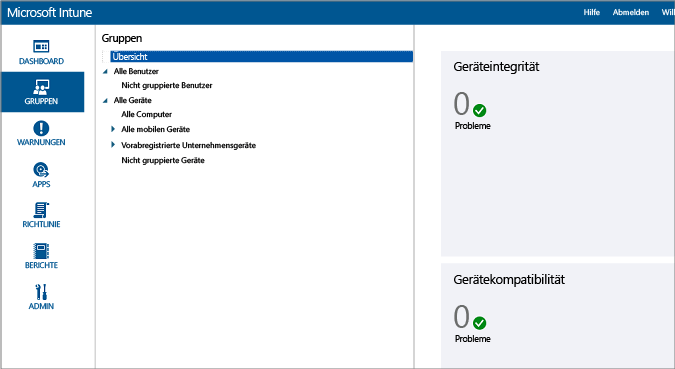 Microsoft Intune
Hilfe Abmelden
DASHBOARD
GRUPPEN
WARNUNGEN
APPS
RICHTLINIE
BERICHTE
ADMIN
Gruppen
Übersicht
Alle Benutzer
Nicht gruppierte Benutzer
Alle Geräte
Alle Computer
Alle mobilen Geräte
Vorabregistrierte Unternehmensgeräte
Nicht gruppierte Geräte
Geräteintegrität
0
Probleme
Gerätekompatibilität
0
Probleme